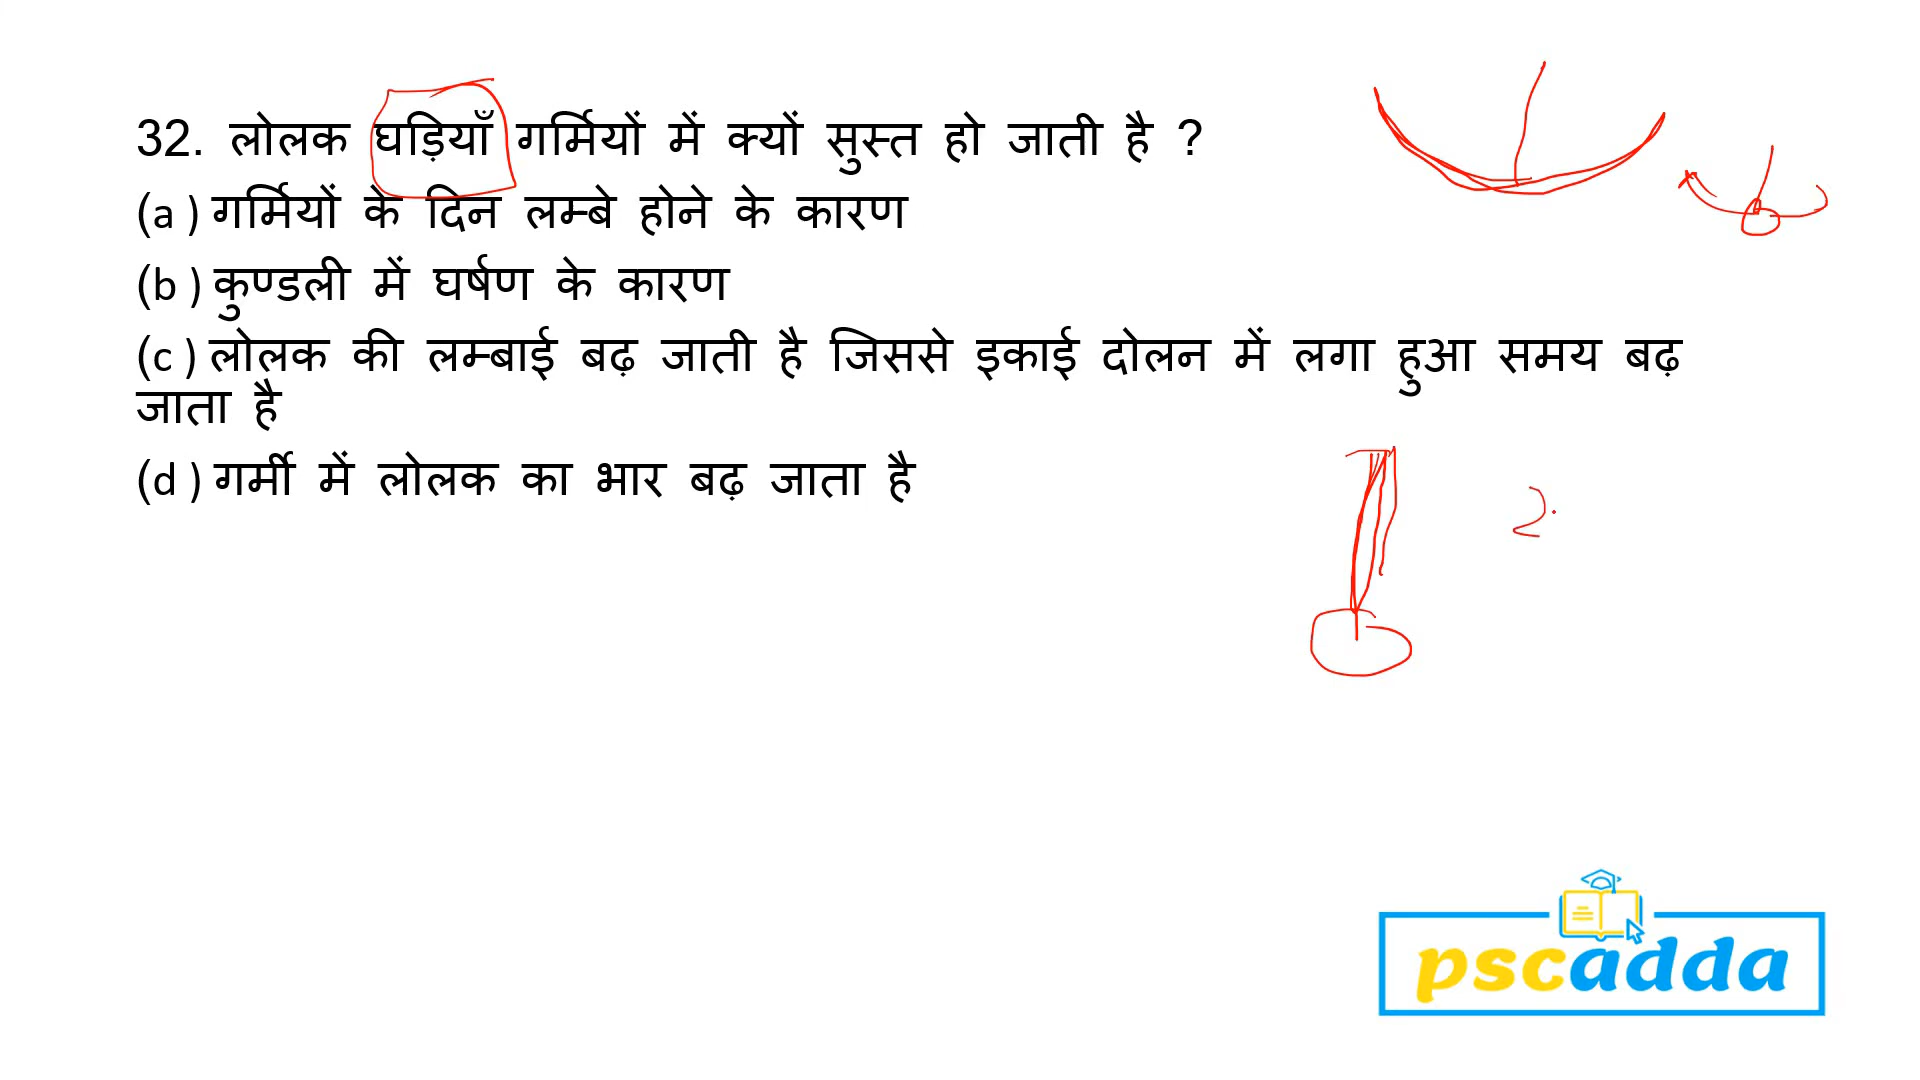 32. लोलक घड़ियाँ गर्मियों में क्यों सुस्त हो जाती है ?
(a ) गर्मियों के दिन लम्बे होने के कारण
(b ) कुण्डली में घर्षण के कारण
(c ) लोलक की लम्बाई बढ़ जाती है जिससे इकाई दोलन में लगा हुआ समय बढ़
जाता है
(d ) गर्मी में लोलक का भार बढ़ जाता है
2.
pscadda